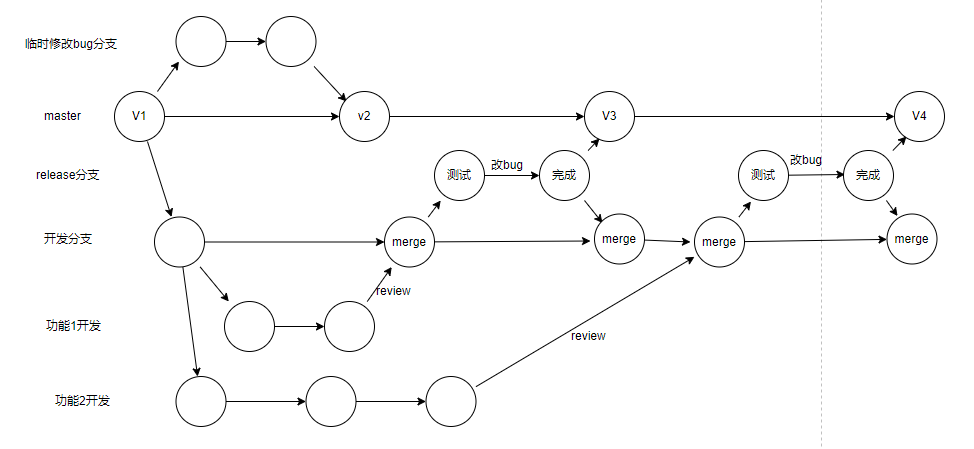 临时修改bug分支
master
V1
v2
V3
V4
release分支
测试
改bug
完成
测试
改bug
完成
开发分支
merge
merge
merge
merge
review
功能1开发
review
功能2开发